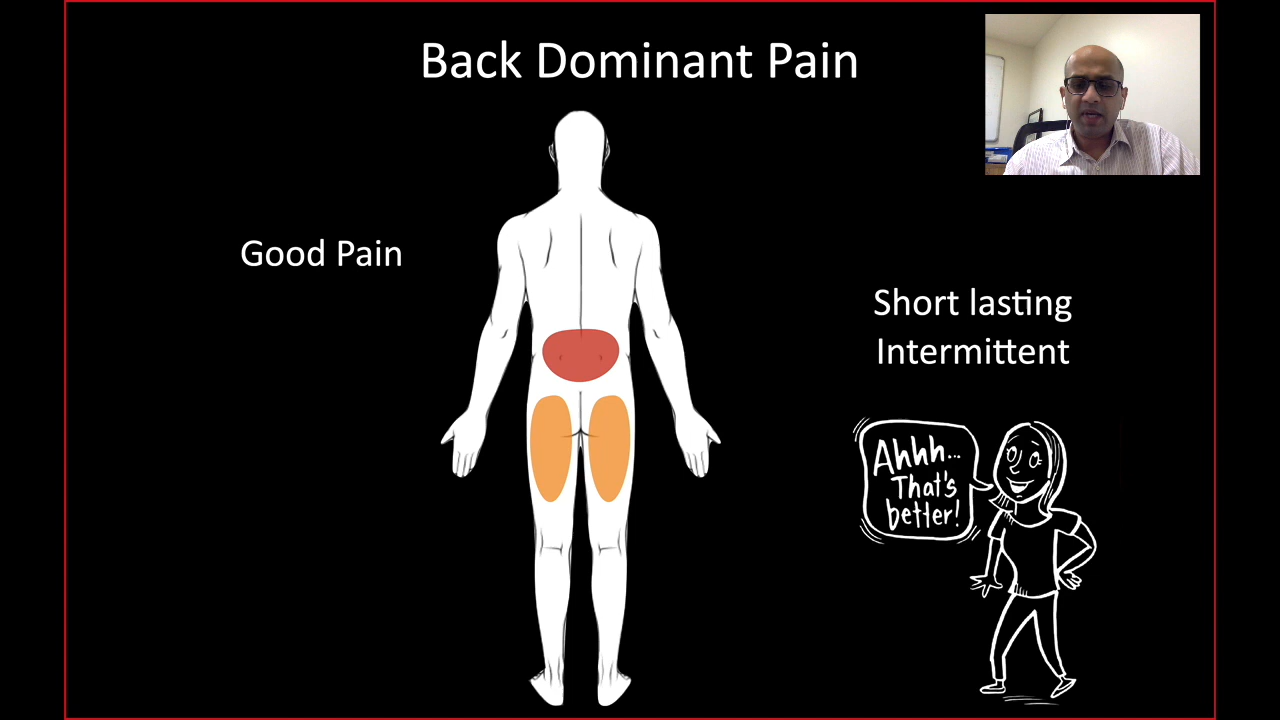 Back Dominant Pain
Good Pain
Short lasting
Intermittent
Ahhh...
That's
better!